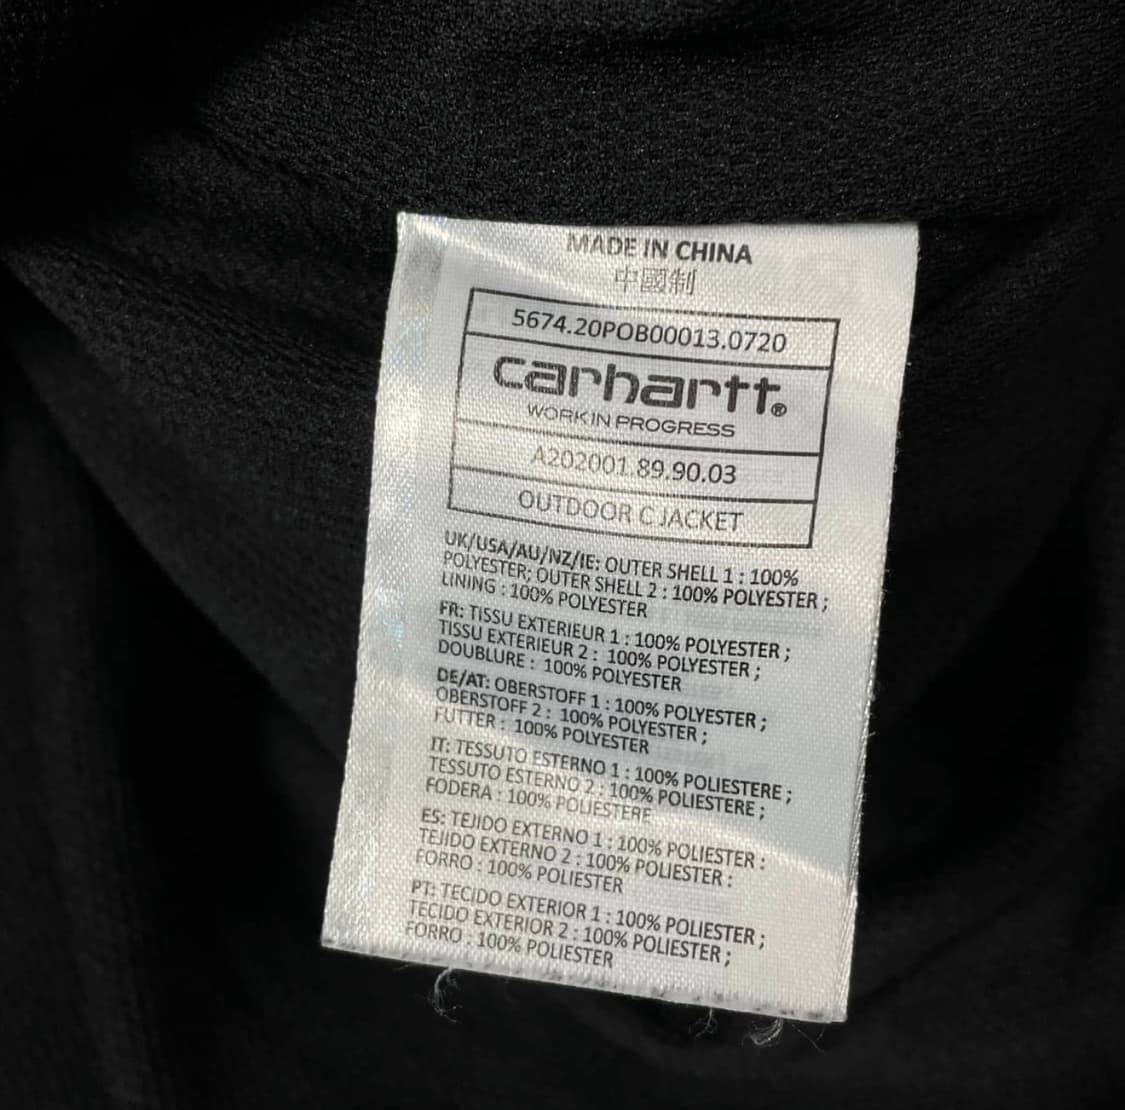 MADE IN CHINA
中國制
5674.20POB00013.0720
carhartt®
WORK IN PROGRESS
A202001.89.90.03
OUTDOOR C JACKET
UK/USA/AU/NZ/IE: OUTER SHELL 1 : 100%
POLYESTER; OUTER SHELL 2 : 100% POLYESTER ;
LINING : 100% POLYESTER
FR: TISSU EXTERIEUR 1 : 100% POLYESTER ;
TISSU EXTERIEUR 2 : 100% POLYESTER ;
DOUBLURE : 100% POLYESTER
DE/AT: OBERSTOFF 1 : 100% POLYESTER ;
OBERSTOFF 2 : 100% POLYESTER ;
FUTTER : 100% POLYESTER
IT: TESSUTO ESTERNO 1 : 100% POLIESTERE ;
TESSUTO ESTERNO 2 : 100% POLIESTERE ;
FODERA : 100% POLIESTERE
ES: TEJIDO EXTERNO 1 : 100% POLIESTER :
TEJIDO EXTERNO 2 : 100% POLIESTER :
FORRO : 100% POLIESTER
PT: TECIDO EXTERIOR 1 : 100% POLIESTER ;
TECIDO EXTERIOR 2 : 100% POLIESTER ;
FORRO : 100% POLIESTER